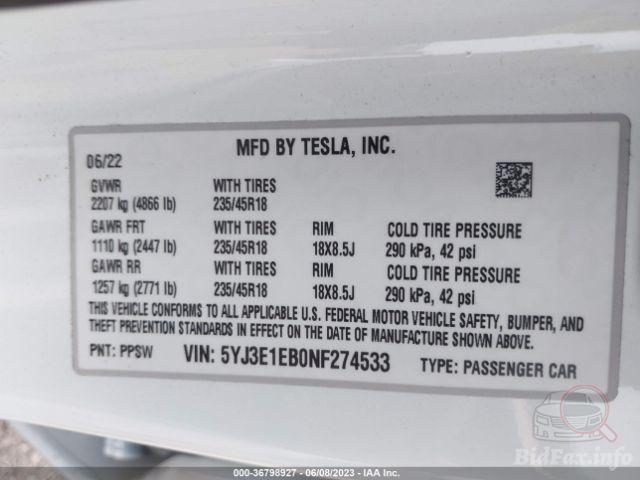 MFD BY TESLA, INC.
06/22
GVWR WITH TIRES
2207 kg (4866 lb) 235/45R18
GAWR FRT WITH TIRES RIM COLD TIRE PRESSURE
1110 kg (2447 lb) 235/45R18 18X8.5J 290 kPa, 42 psi
GAWR RR WITH TIRES RIM COLD TIRE PRESSURE
1257 kg (2771 lb) 235/45R18 18X8.5J 290 kPa, 42 psi
THIS VEHICLE CONFORMS TO ALL APPLICABLE U.S. FEDERAL MOTOR VEHICLE SAFETY, BUMPER, AND
THEFT PREVENTION STANDARDS IN EFFECT ON THE DATE OF MANUFACTURE SHOWN ABOVE.
PNT: PPSW VIN: 5YJ3E1EB0NF274533 TYPE: PASSENGER CAR
BidFax.info
000-36798927 - 06/08/2023 - IAA Inc.